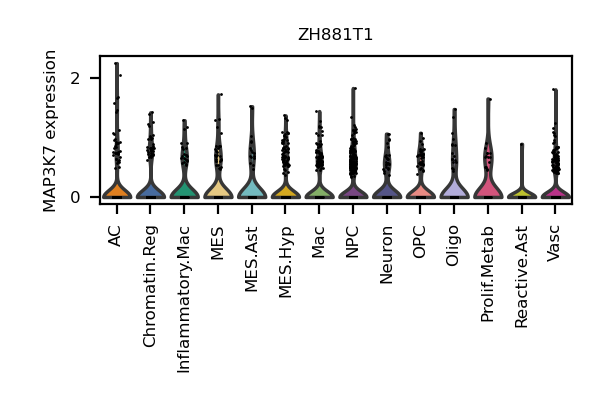 ZH881T1
MAP3K7 expression
2
0
AC
Chromatin.Reg
Inflammatory.Mac
MES
MES.Ast
MES.Hyp
Mac
NPC
Neuron
OPC
Oligo
Prolif.Metab
Reactive.Ast
Vasc